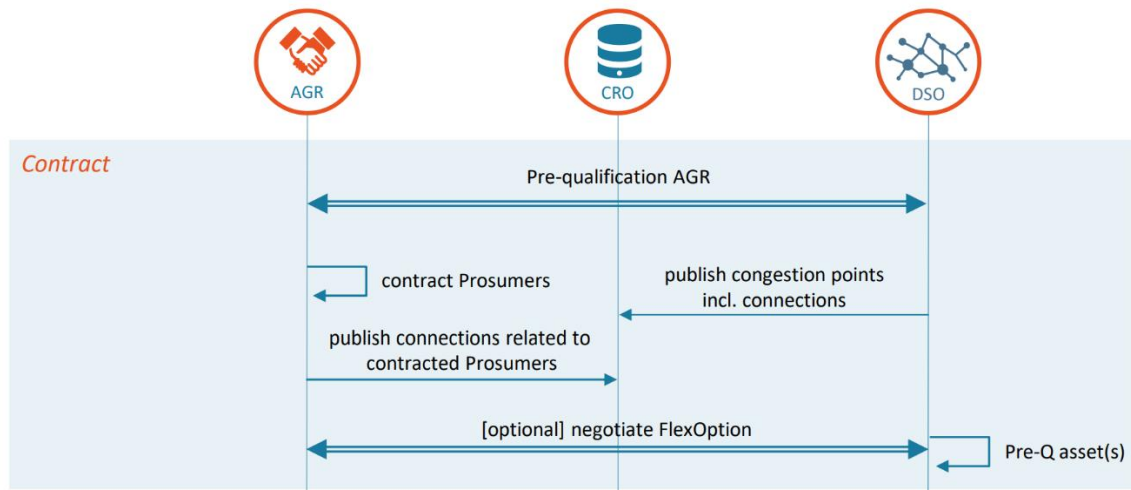 AGR
CRO
DSO
Contract
Pre-qualification AGR
contract Prosumers
publish congestion points
incl. connections
publish connections related to
contracted Prosumers
[optional] negotiate FlexOption
Pre-Q asset(s)